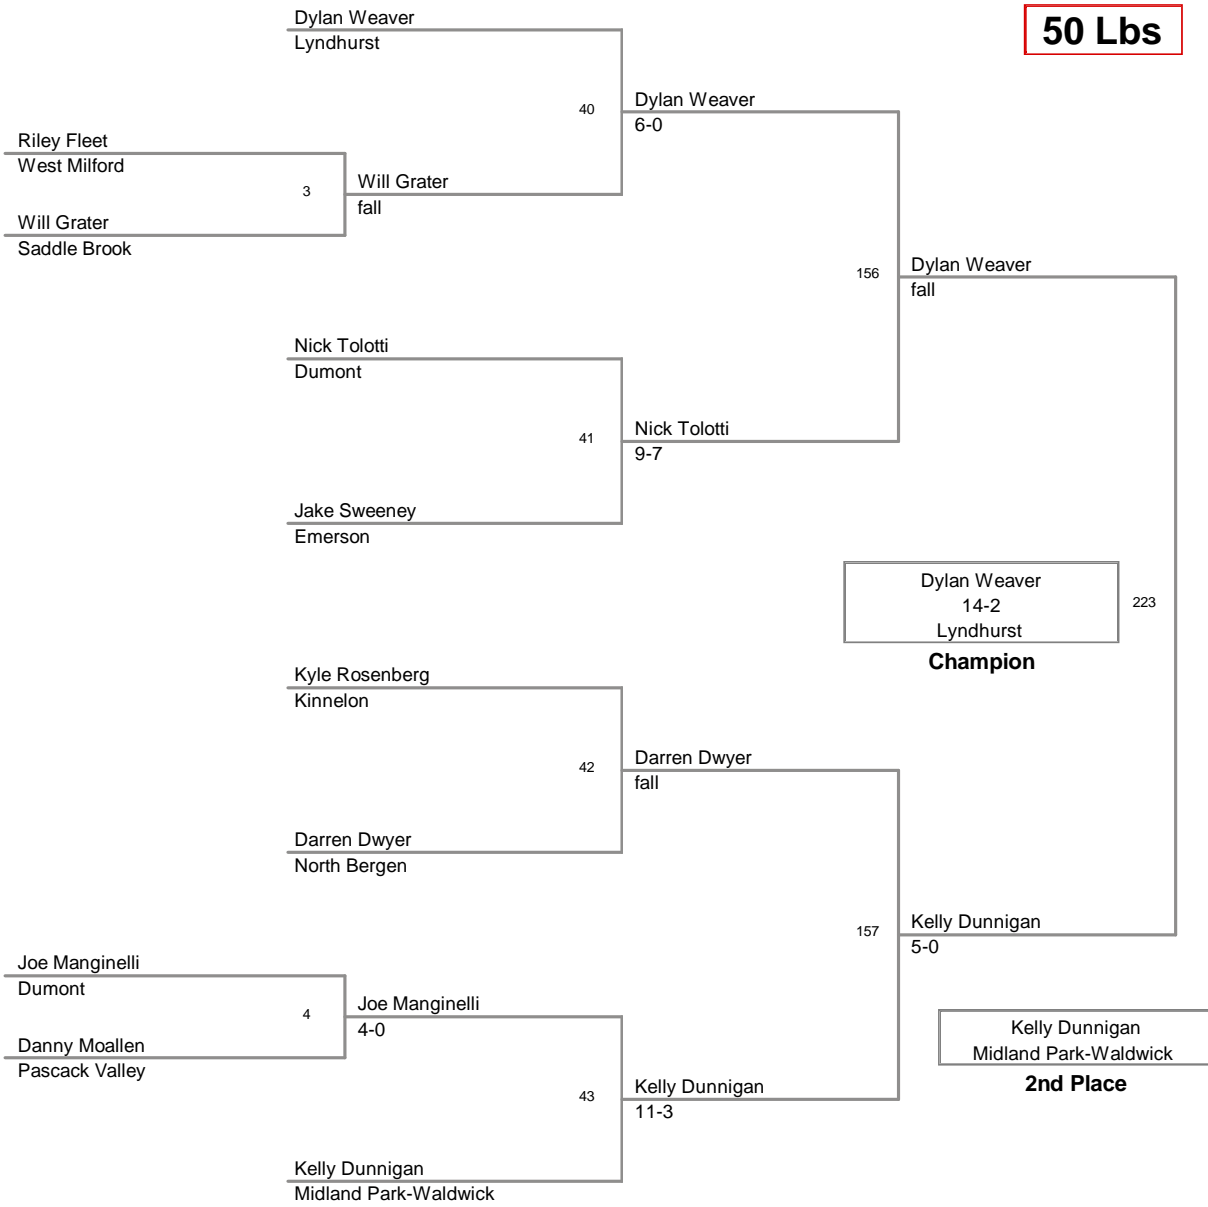 50 Lbs
Dylan Weaver
Lyndhurst
40
Dylan Weaver
6-0
Riley Fleet
West Milford
3
Will Grater
fall
Will Grater
Saddle Brook
156
Dylan Weaver
fall
Nick Tolotti
Dumont
41
Nick Tolotti
9-7
Jake Sweeney
Emerson
Dylan Weaver
14-2
Lyndhurst
223
Champion
Kyle Rosenberg
Kinnelon
42
Darren Dwyer
fall
Darren Dwyer
North Bergen
157
Kelly Dunnigan
5-0
Joe Manginelli
Dumont
4
Joe Manginelli
4-0
Danny Moallen
Pascack Valley
Kelly Dunnigan
Midland Park-Waldwick
2nd Place
43
Kelly Dunnigan
11-3
Kelly Dunnigan
Midland Park-Waldwick